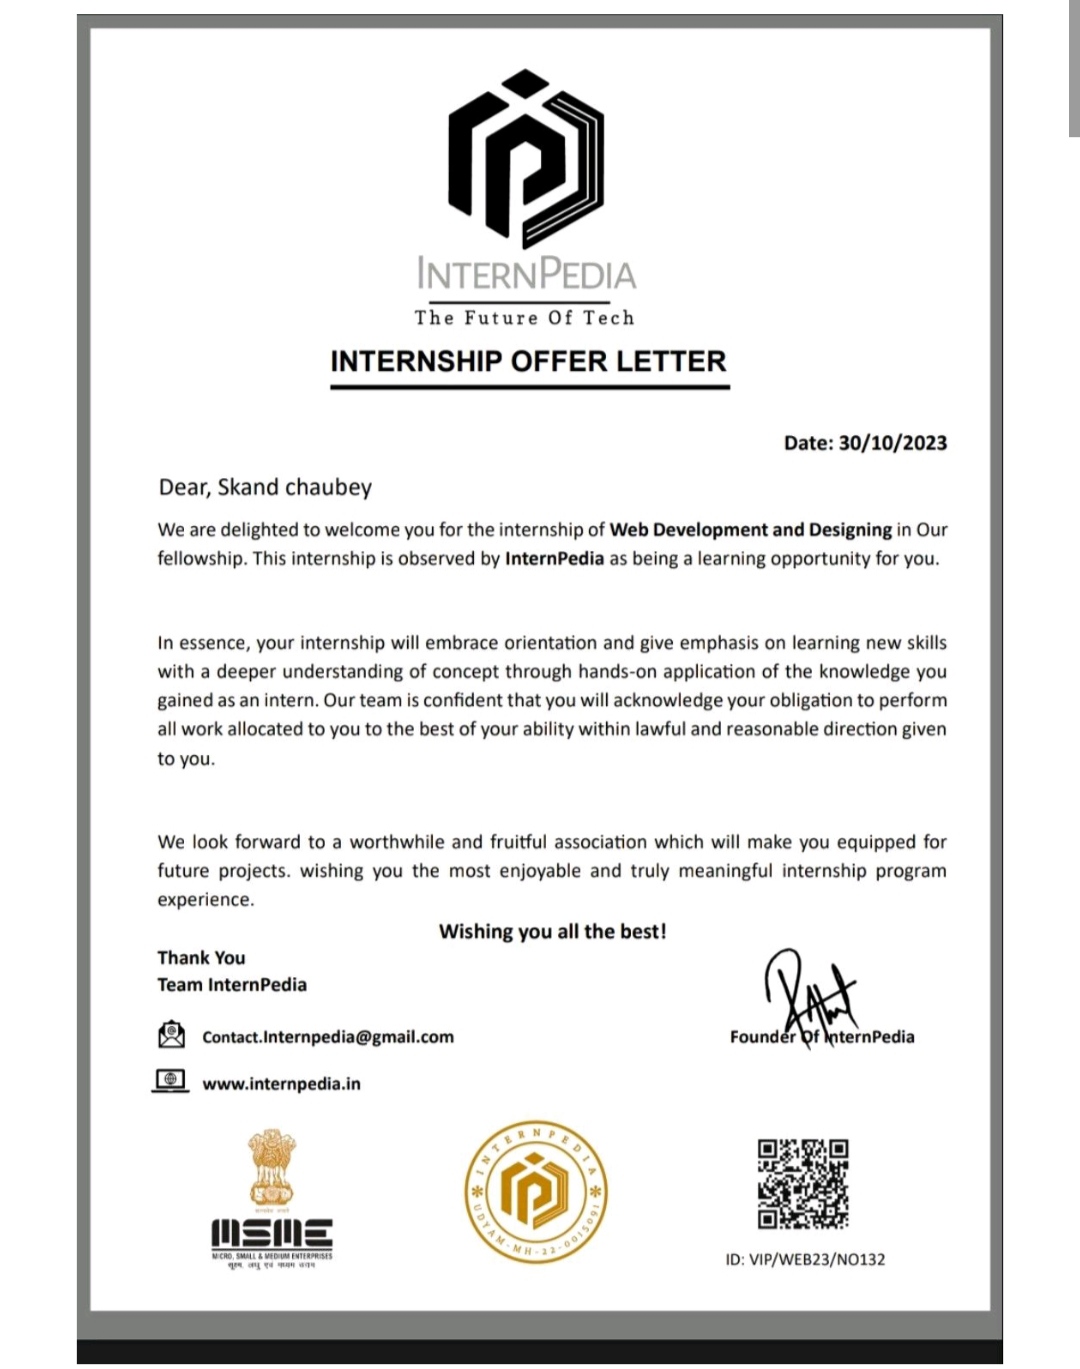 INTERNPEDIA
The Future Of Tech
INTERNSHIP OFFER LETTER
Date: 30/10/2023
Dear, Skand chaubey
We are delighted to welcome you for the internship of Web Development and Designing in Our
fellowship. This internship is observed by InternPedia as being a learning opportunity for you.
In essence, your internship will embrace orientation and give emphasis on learning new skills
with a deeper understanding of concept through hands-on application of the knowledge you
gained as an intern. Our team is confident that you will acknowledge your obligation to perform
all work allocated to you to the best of your ability within lawful and reasonable direction given
to you.
We look forward to a worthwhile and fruitful association which will make you equipped for
future projects. wishing you the most enjoyable and truly meaningful internship program
experience.
Wishing you all the best!
Thank You
Team InternPedia
Contact.Internpedia@gmail.com
Founder Of InternPedia
www.internpedia.in
MSME
MICRO, SMALL & MEDIUM ENTERPRISES
सूक्ष्म, लघु एवं मध्यम उद्यम
INTERNPEDIA
UDYAM-MH-22-0015091
ID: VIP/WEB23/NO132